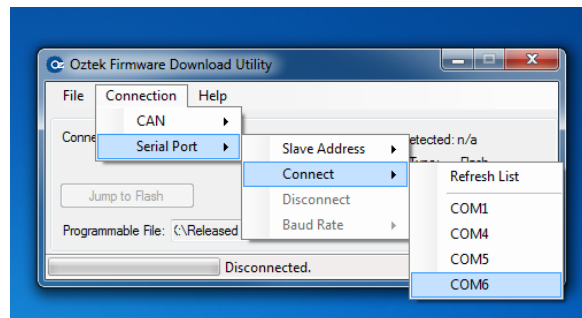 Oztek Firmware Download Utility
File Connection Help
CAN
Serial Port
Slave Address
Connect
Disconnect
Baud Rate
Refresh List
COM1
COM4
COM5
COM6
etected: n/a
Jump to Flash
Programmable File: C:\Released
Disconnected.